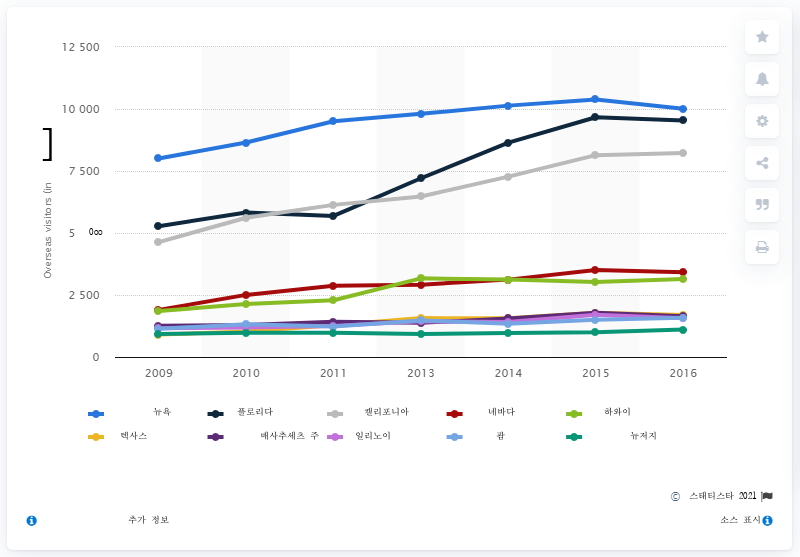 12 500
10 000
]
7 500
Overseas visitors (in
5
2 500
0
2009 2010 2011 2013 2014 2015 2016
뉴욕 플로리다 캘리포니아 네바다 하와이
텍사스 매사추세츠 주 일리노이 괌 뉴저지
© 스태티스타 2021
추가 정보 소스 표시